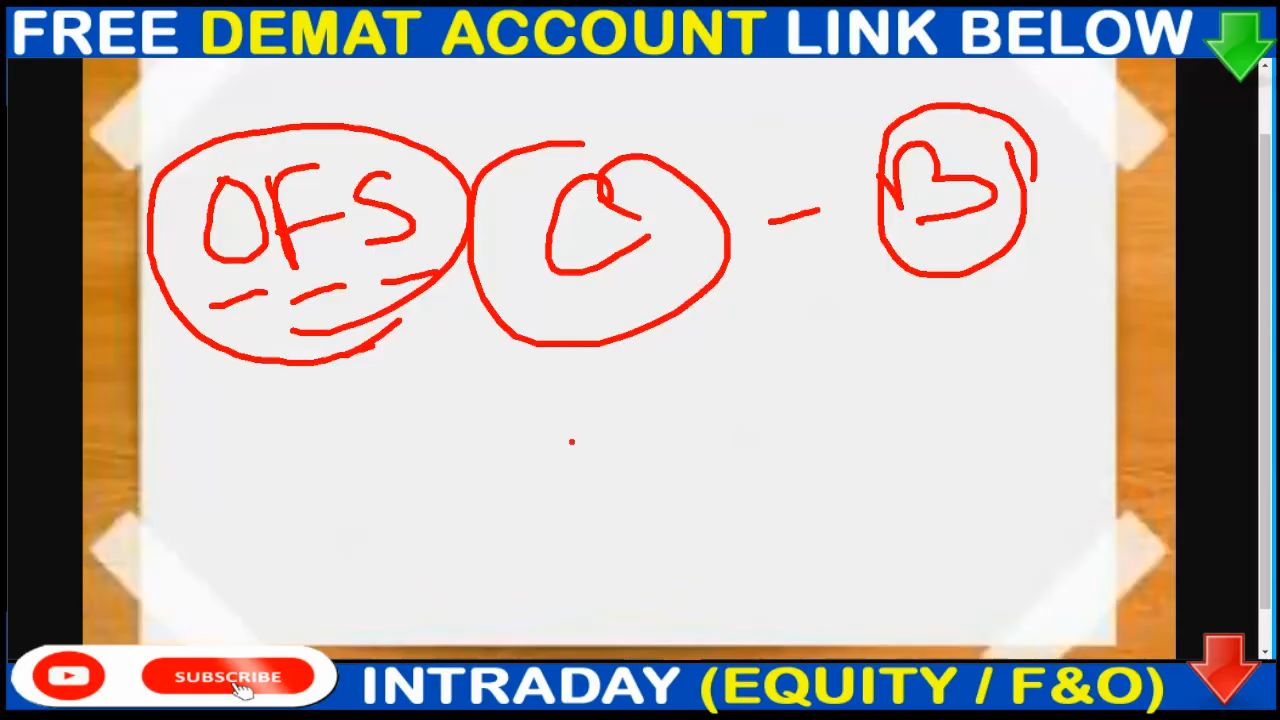 FREE DEMAT ACCOUNT LINK BELOW
OFS C - B
SUBSCRIBE
INTRADAY (EQUITY / F&O)